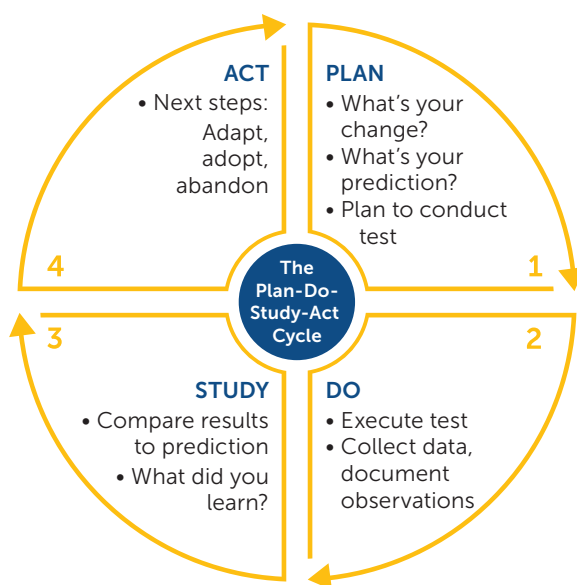 ACT
• Next steps:
Adapt,
adopt,
abandon
4
PLAN
• What's your
change?
• What's your
prediction?
• Plan to conduct
test
1
The
Plan-Do-
Study-Act
Cycle
3
STUDY
• Compare results
to prediction
• What did you
learn?
2
DO
• Execute test
• Collect data,
document
observations